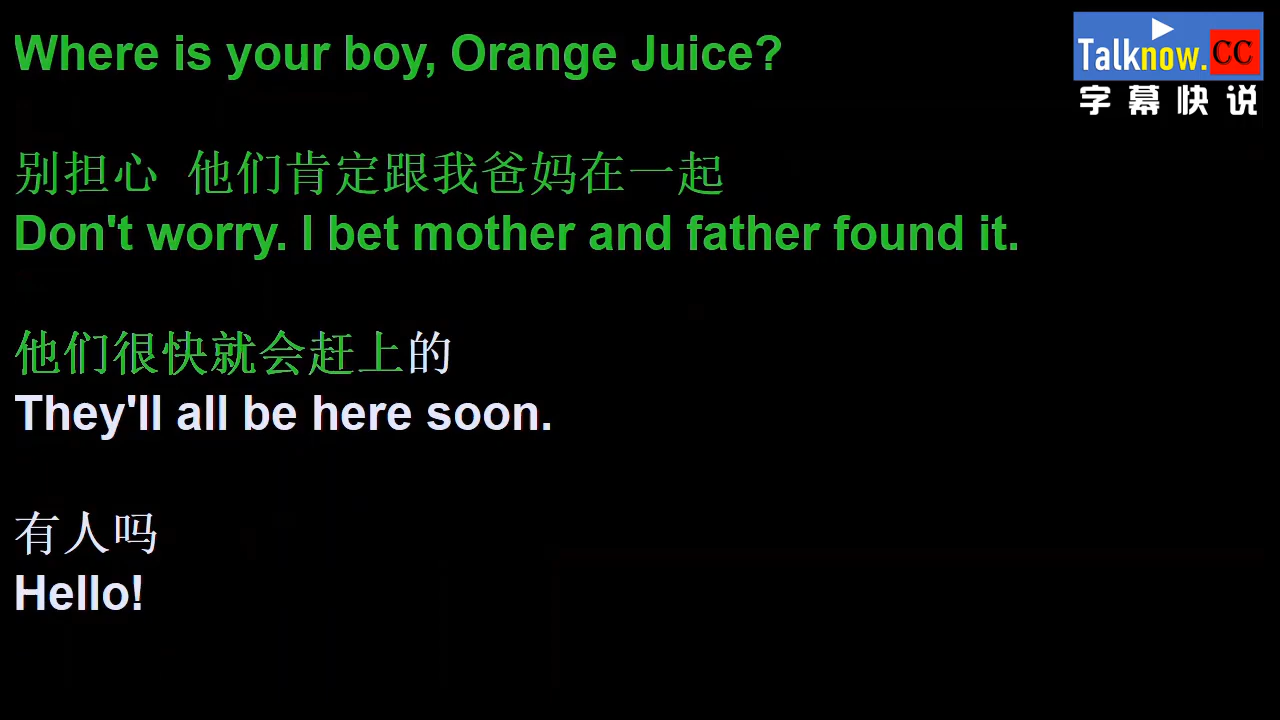 Where is your boy, Orange Juice?
Talknow.CC
字幕快说
别担心 他们肯定跟我爸妈在一起
Don't worry. I bet mother and father found it.
他们很快就会赶上的
They'll all be here soon.
有人吗
Hello!